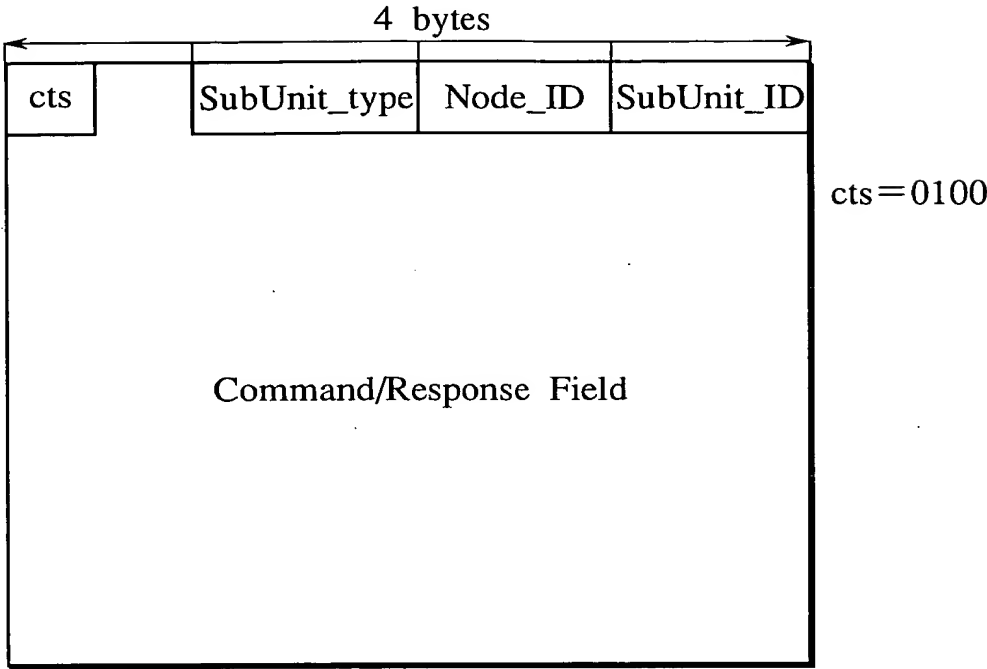 4 bytes
cts SubUnit_type Node_ID SubUnit_ID
cts=0100
Command/Response Field